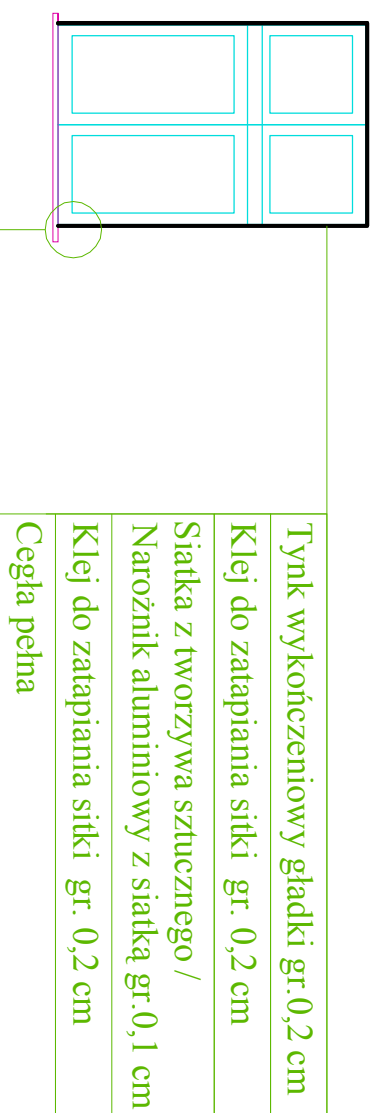 Tynk wykończeniowy gładki gr.0,2 cm
Klej do zatapiania sitki gr. 0,2 cm
Siatka z tworzywa sztucznego /
Narożnik aluminiowy z siatką gr.0,1 cm
Klej do zatapiania sitki gr. 0,2 cm
Cegła pełna